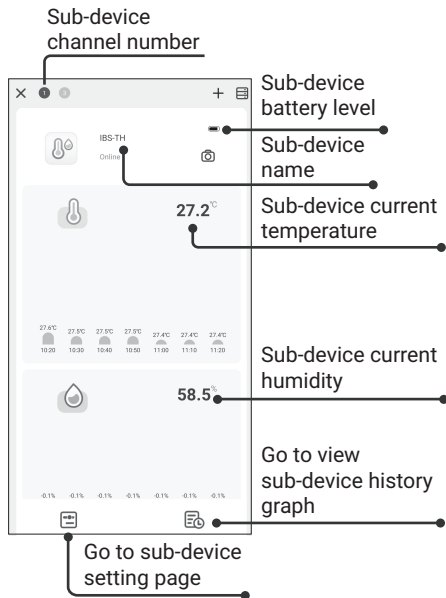 Sub-device
channel number
1 3
Sub-device
battery level
IBS-TH
Online
Sub-device
name
Sub-device current
temperature
27.2°C
27.6°C 27.5°C 27.5°C 27.5°C 27.4°C 27.4°C 27.4°C
10:20 10:30 10:40 10:50 11:00 11:10 11:20
Sub-device current
humidity
58.5%
-0.1% -0.1% -0.1% -0.1% -0.1% -0.1% -0.1%
Go to view
sub-device history
graph
Go to sub-device
setting page